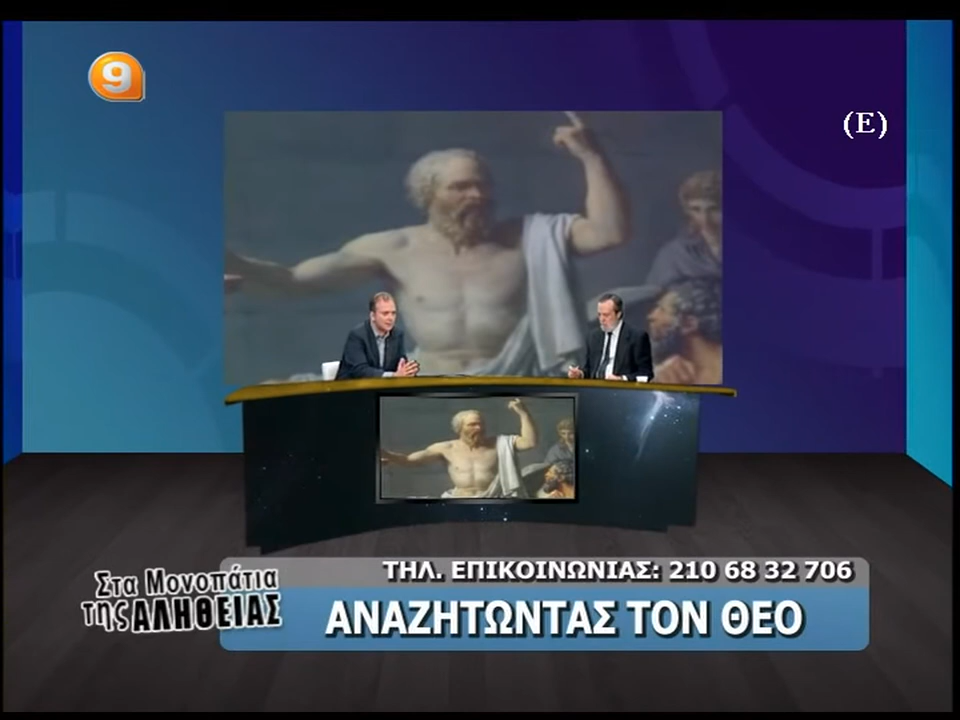 9
(E)
ΤΗΛ. ΕΠΙΚΟΙΝΩΝΙΑΣ: 210 68 32 706
Στα Μονοπάτια
της ΑΛΗΘΕΙΑΣ
ΑΝΑΖΗΤΩΝΤΑΣ ΤΟΝ ΘΕΟ